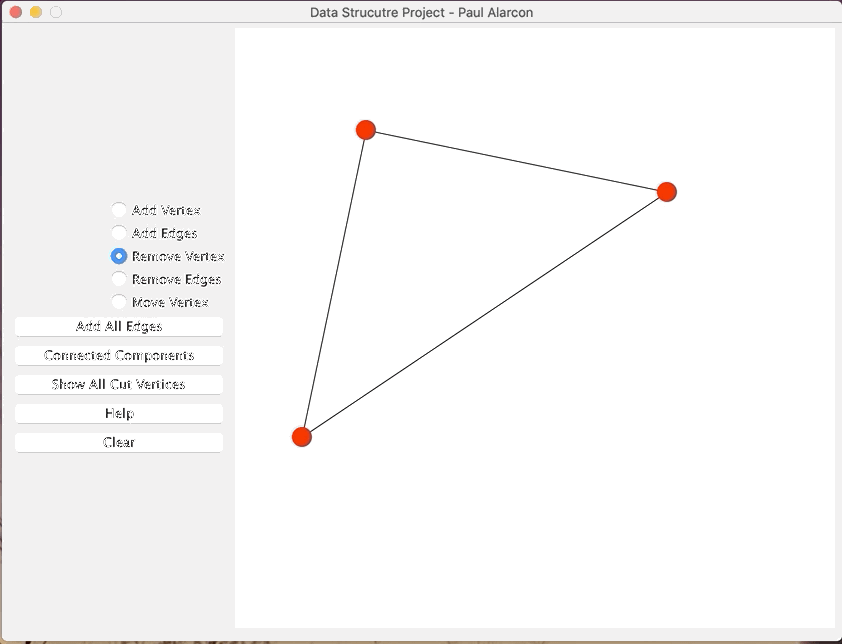 Data Strucutre Project - Paul Alarcon
Add Vertex
Add Edges
Remove Vertex
Remove Edges
Move Vertex
Add All Edges
Connected Components
Show All Cut Vertices
Help
Clear